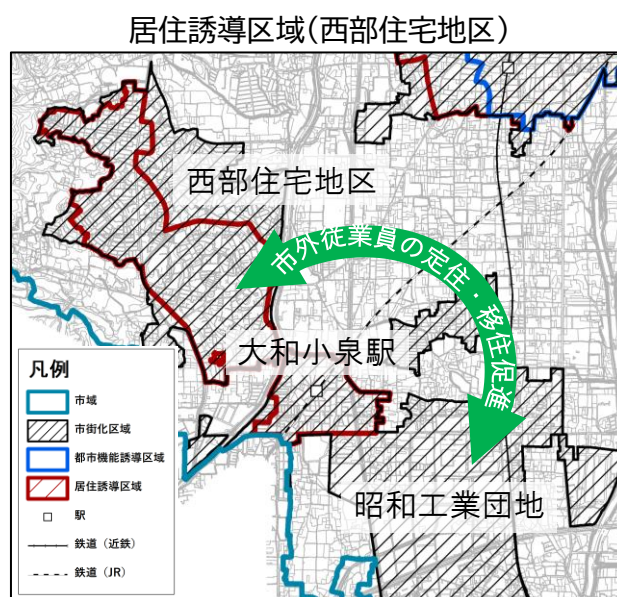 居住誘導区域(西部住宅地区)
西部住宅地区
市外従業員の定住・移住促進
大和小泉駅
昭和工業団地
凡例
市域
市街化区域
都市機能誘導区域
居住誘導区域
駅
鉄道（近鉄）
鉄道（JR）